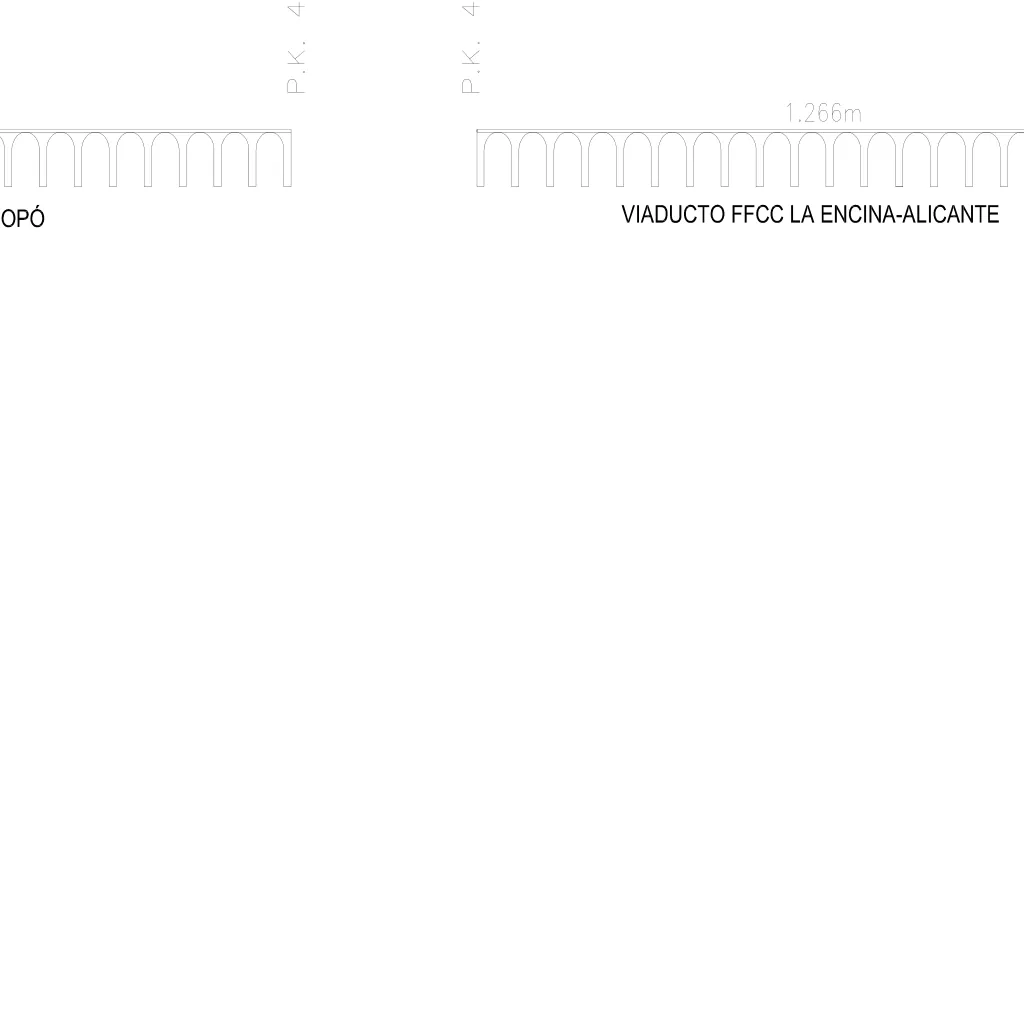 P.K. 4
P.K. 4
1.266m
OPÓ
VIADUCTO FFCC LA ENCINA-ALICANTE